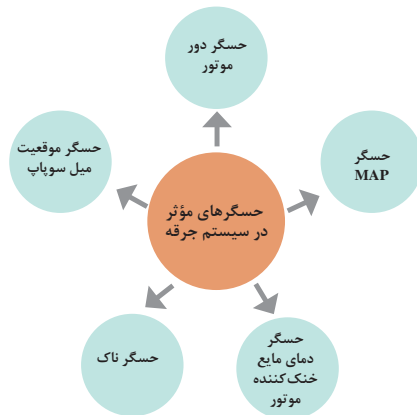 حسگر دور
موتور
حسگر
MAP
حسگر موقعیت
میل سوپاپ
حسگرهای مؤثر
در سیستم جرقه
حسگر
دمای مایع
خنک‌کننده
موتور
حسگر ناک